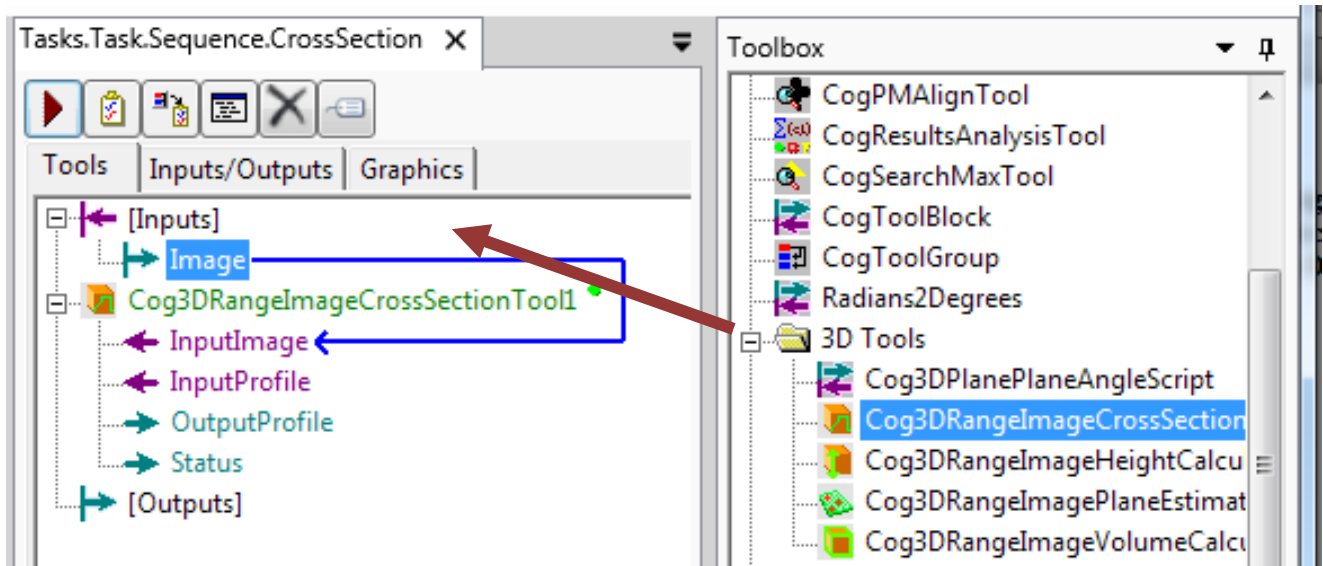 Tasks.Task.Sequence.CrossSection
Tools
Inputs/Outputs
Graphics
[Inputs]
Image
Cog3DRangeImageCrossSectionTool1
InputImage
InputProfile
OutputProfile
Status
[Outputs]
Toolbox
CogPMAlignTool
CogResultsAnalysisTool
CogSearchMaxTool
CogToolBlock
CogToolGroup
Radians2Degrees
3D Tools
Cog3DPlanePlaneAngleScript
Cog3DRangeImageCrossSection
Cog3DRangeImageHeightCalcu
Cog3DRangeImagePlaneEstimat
Cog3DRangeImageVolumeCalcu